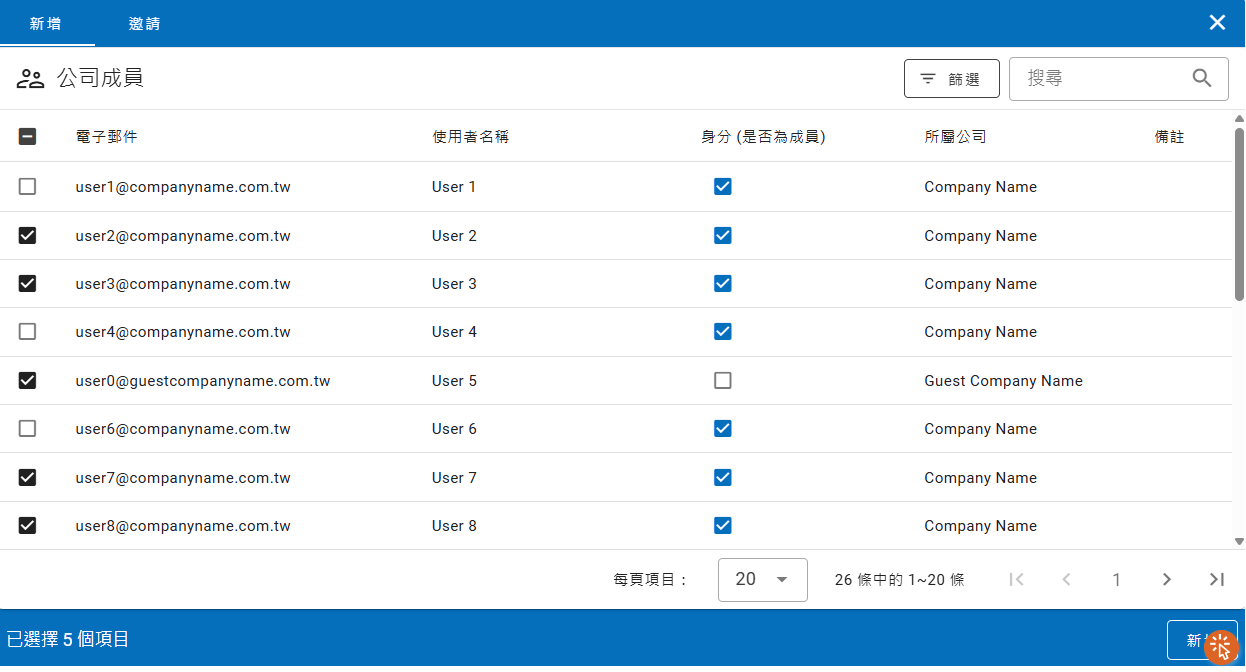 新增 邀請
公司成員 篩選 搜尋
電子郵件 使用者名稱 身分 (是否為成員) 所屬公司 備註
user1@companyname.com.tw User 1 Company Name
user2@companyname.com.tw User 2 Company Name
user3@companyname.com.tw User 3 Company Name
user4@companyname.com.tw User 4 Company Name
user0@guestcompanyname.com.tw User 5 Guest Company Name
user6@companyname.com.tw User 6 Company Name
user7@companyname.com.tw User 7 Company Name
user8@companyname.com.tw User 8 Company Name
每頁項目： 20 26 條中的 1~20 條 1
已選擇 5 個項目 新